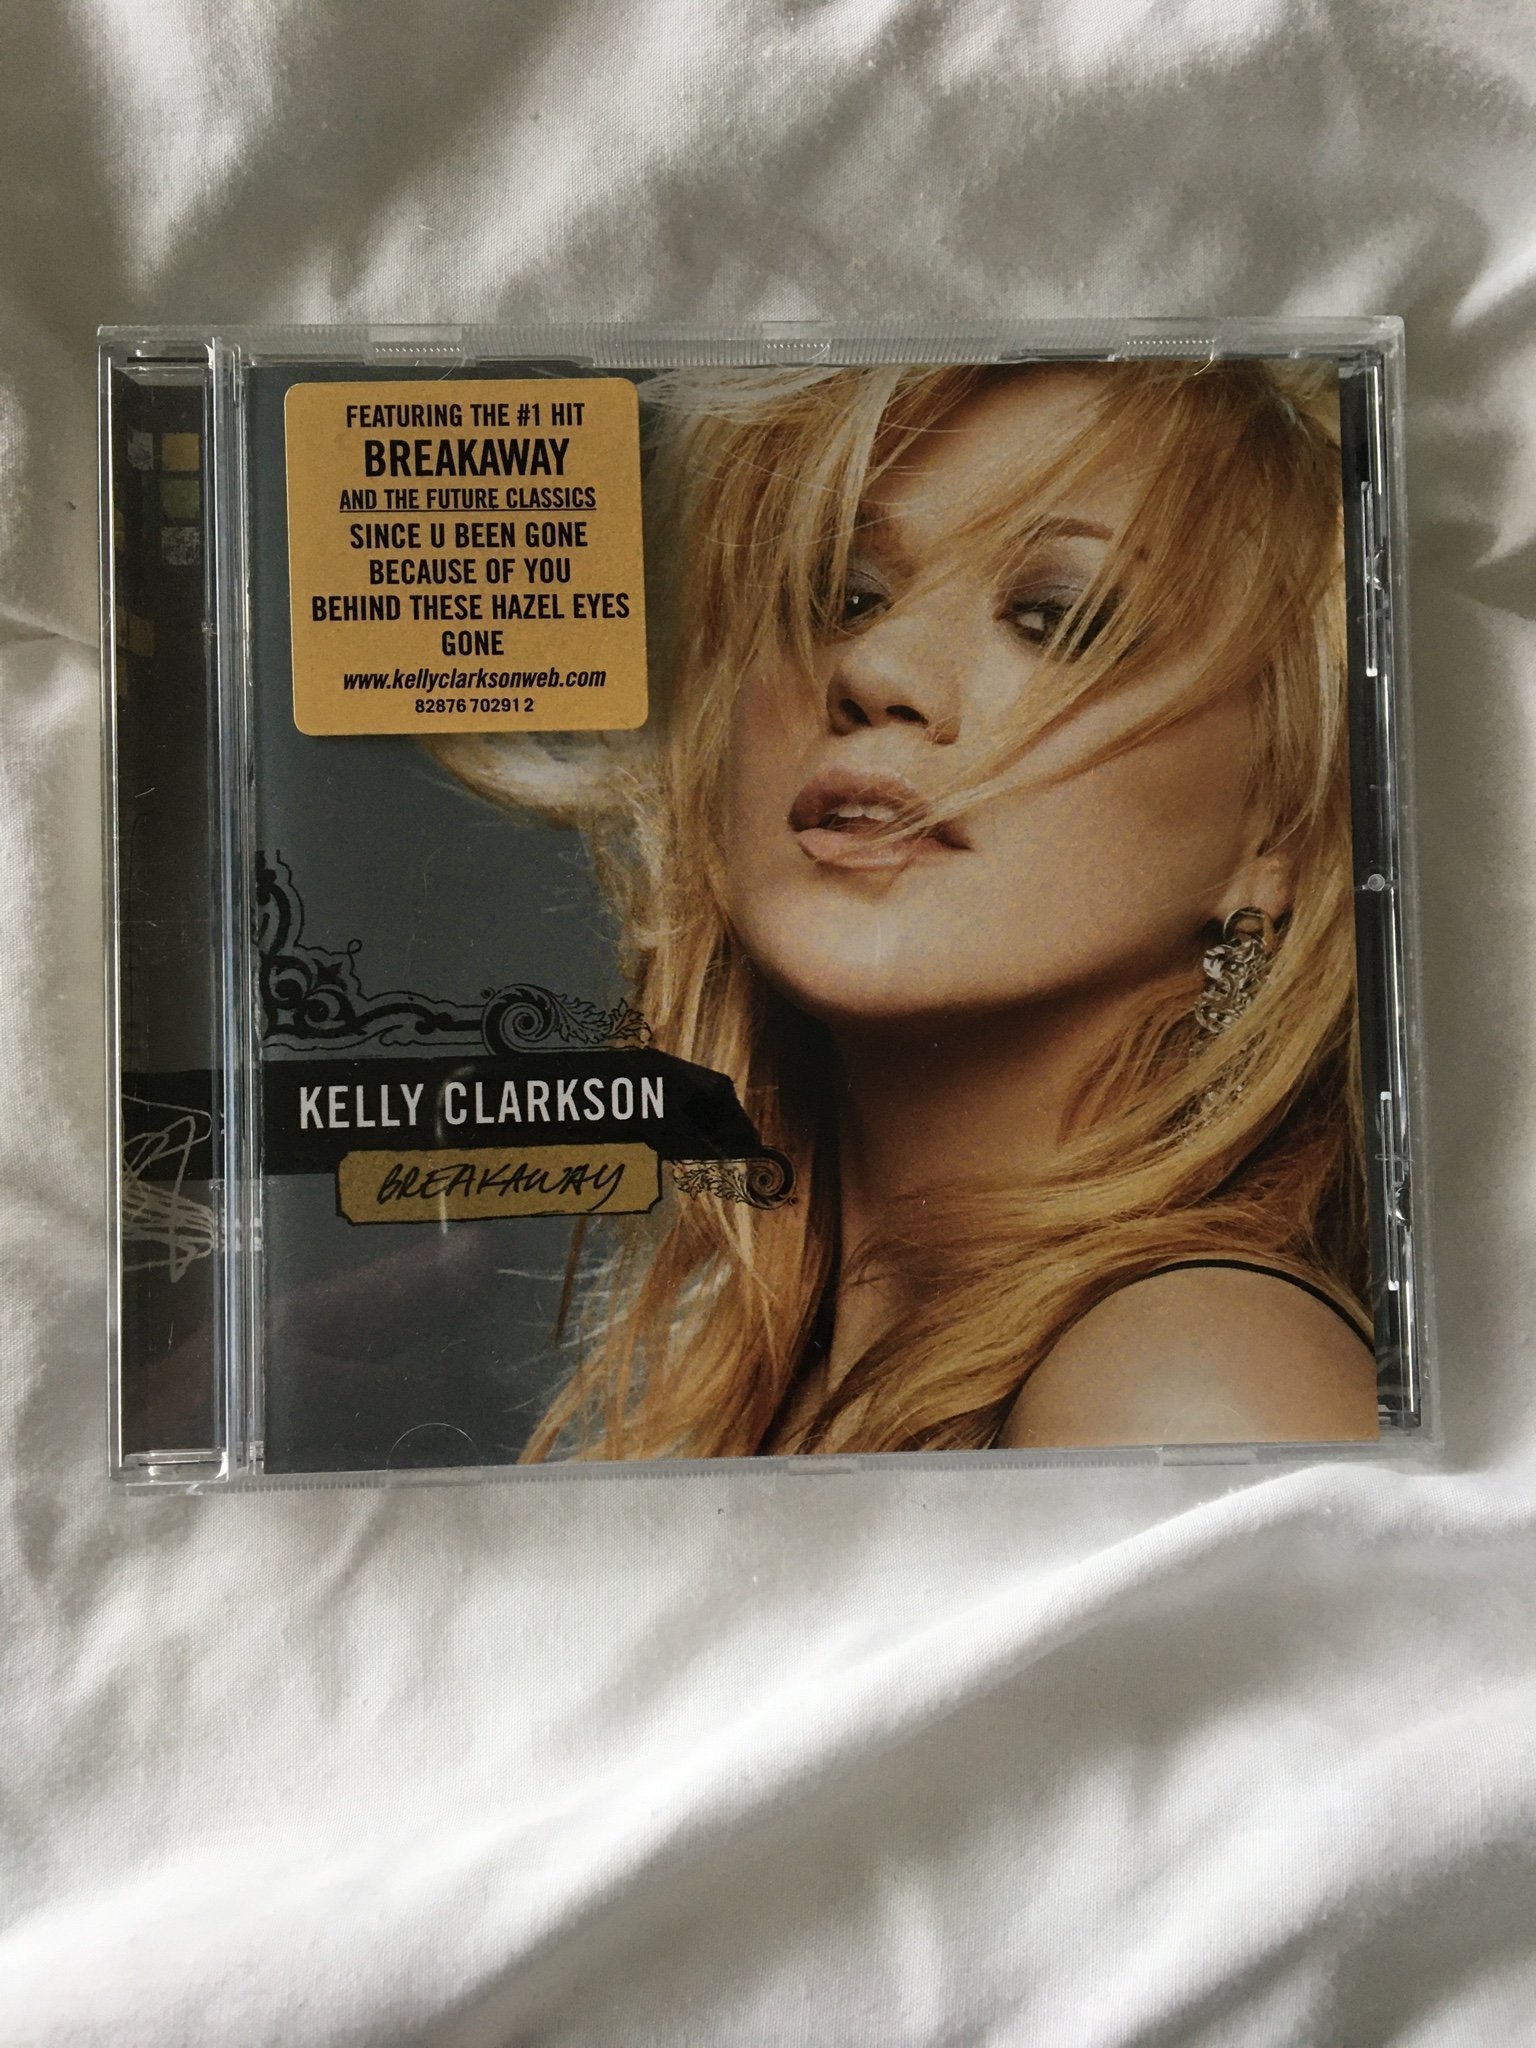 FEATURING THE #1 HIT
BREAKAWAY
AND THE FUTURE CLASSICS
SINCE U BEEN GONE
BECAUSE OF YOU
BEHIND THESE HAZEL EYES
GONE
www.kellyclarksonweb.com
82876 70291 2
KELLY CLARKSON
BREAKAWAY